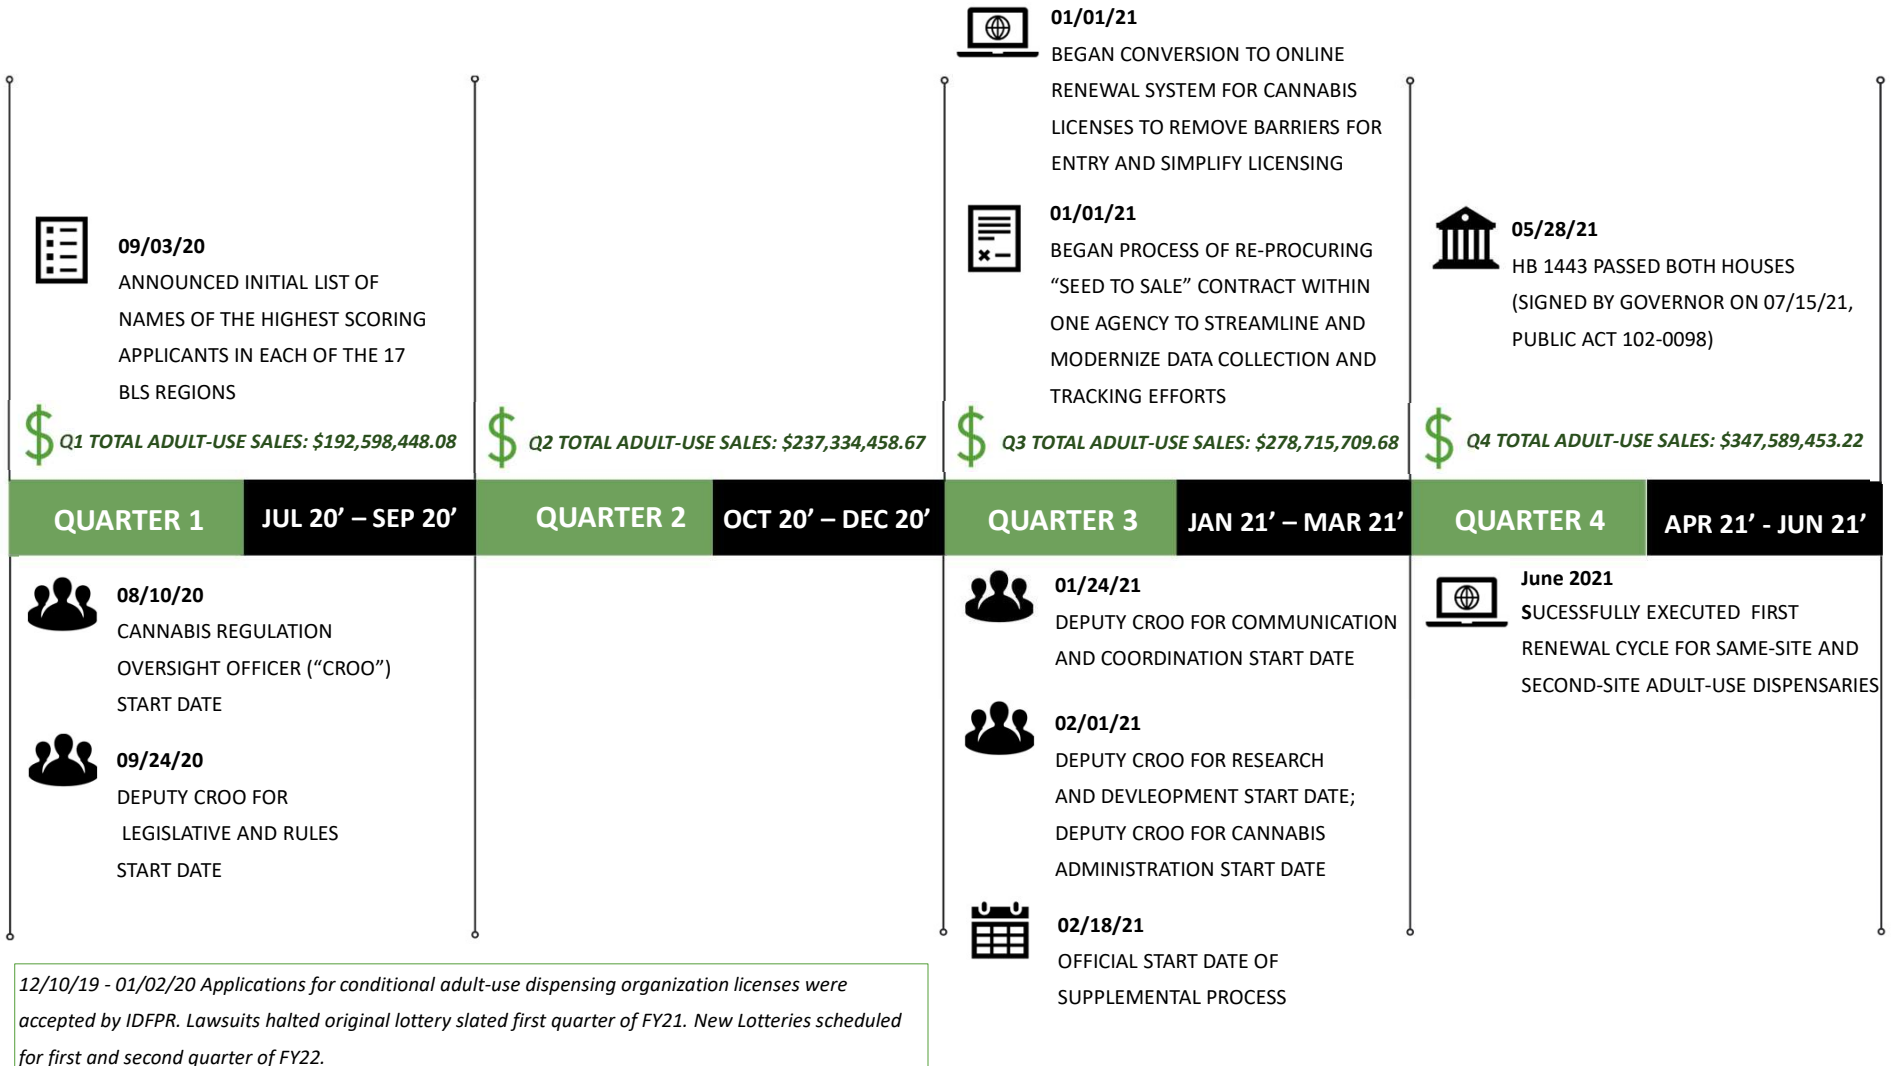 01/01/21
BEGAN CONVERSION TO ONLINE
RENEWAL SYSTEM FOR CANNABIS
LICENSES TO REMOVE BARRIERS FOR
ENTRY AND SIMPLIFY LICENSING
09/03/20
ANNOUNCED INITIAL LIST OF
NAMES OF THE HIGHEST SCORING
APPLICANTS IN EACH OF THE 17
BLS REGIONS
01/01/21
BEGAN PROCESS OF RE-PROCURING
“SEED TO SALE” CONTRACT WITHIN
ONE AGENCY TO STREAMLINE AND
MODERNIZE DATA COLLECTION AND
TRACKING EFFORTS
05/28/21
HB 1443 PASSED BOTH HOUSES
(SIGNED BY GOVERNOR ON 07/15/21,
PUBLIC ACT 102-0098)
$ Q1 TOTAL ADULT-USE SALES: $192,598,448.08
$ Q2 TOTAL ADULT-USE SALES: $237,334,458.67
$ Q3 TOTAL ADULT-USE SALES: $278,715,709.68
$ Q4 TOTAL ADULT-USE SALES: $347,589,453.22
QUARTER 1
JUL 20’ – SEP 20’
QUARTER 2
OCT 20’ – DEC 20’
QUARTER 3
JAN 21’ – MAR 21’
QUARTER 4
APR 21’ - JUN 21’
08/10/20
CANNABIS REGULATION
OVERSIGHT OFFICER (“CROO”)
START DATE
09/24/20
DEPUTY CROO FOR
LEGISLATIVE AND RULES
START DATE
01/24/21
DEPUTY CROO FOR COMMUNICATION
AND COORDINATION START DATE
02/01/21
DEPUTY CROO FOR RESEARCH
AND DEVLEOPMENT START DATE;
DEPUTY CROO FOR CANNABIS
ADMINISTRATION START DATE
02/18/21
OFFICIAL START DATE OF
SUPPLEMENTAL PROCESS
June 2021
SUCESSFULLY EXECUTED FIRST
RENEWAL CYCLE FOR SAME-SITE AND
SECOND-SITE ADULT-USE DISPENSARIES
12/10/19 - 01/02/20 Applications for conditional adult-use dispensing organization licenses were
accepted by IDFPR. Lawsuits halted original lottery slated first quarter of FY21. New Lotteries scheduled
for first and second quarter of FY22.